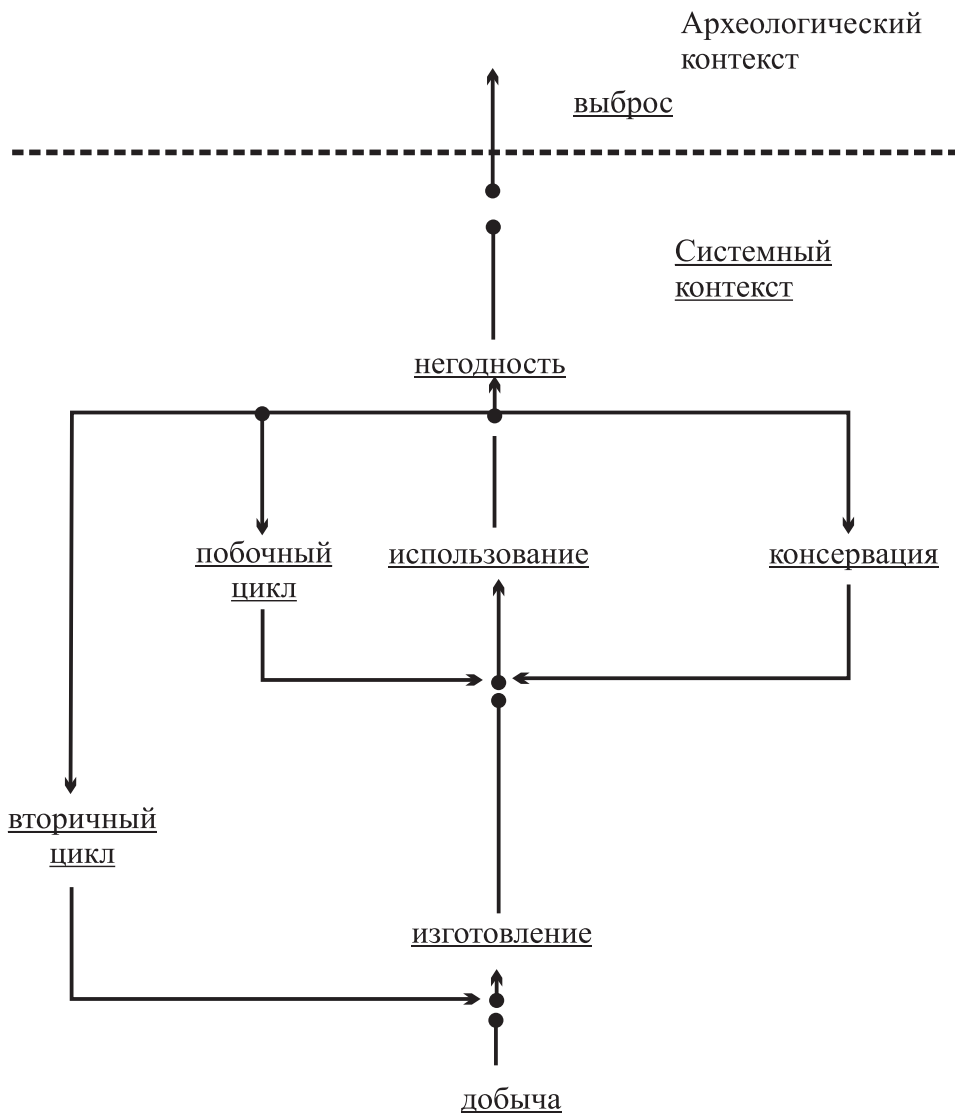 Археологический
контекст
выброс
Системный
контекст
негодность
побочный
цикл
использование
консервация
вторичный
цикл
изготовление
добыча